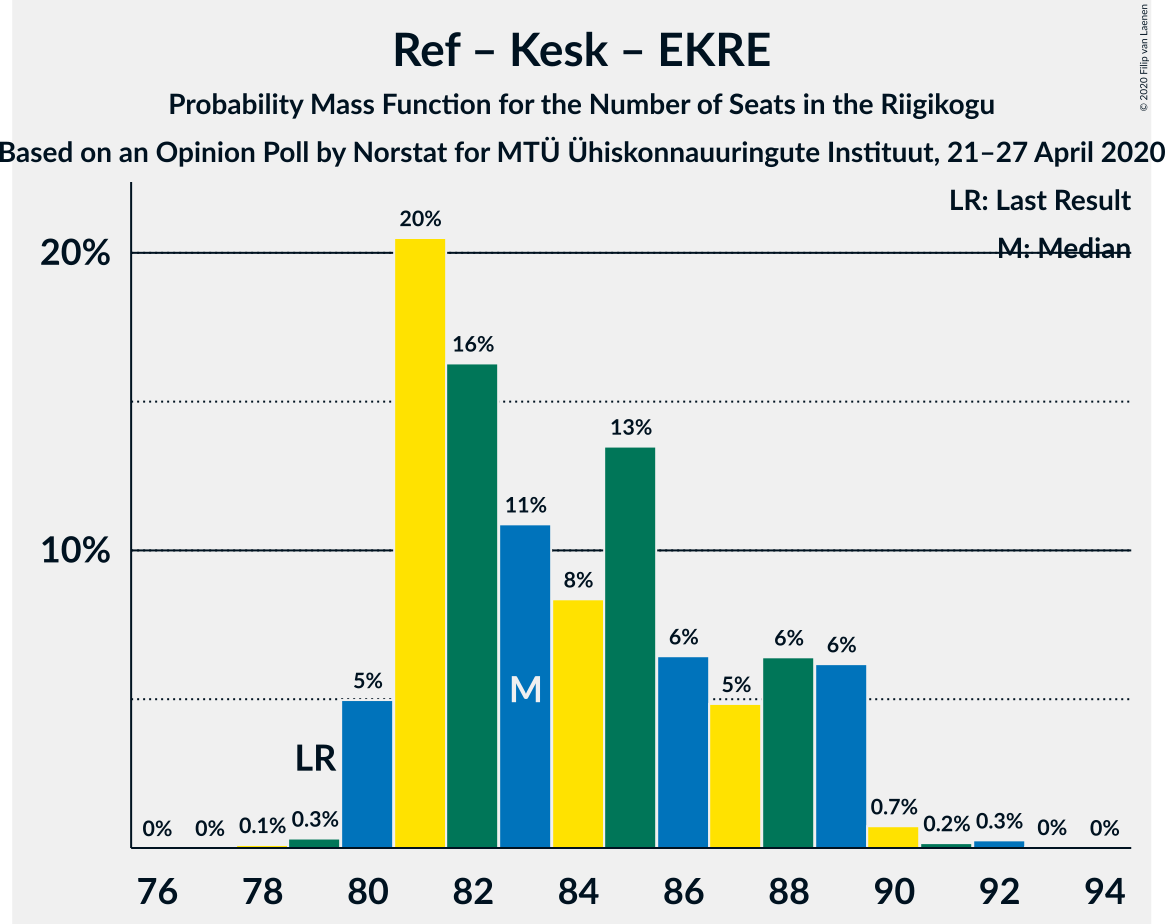 Ref – Kesk – EKRE
Probability Mass Function for the Number of Seats in the Riigikogu
Based on an Opinion Poll by Norstat for MTÜ Ühiskonnauuringute Instituut, 21–27 April 2020
© 2020 Filip van Laenen
LR: Last Result
M: Median
20%
10%
0% 0% 0.1% 0.3% 5% 20% 16% 11% 8% 13% 6% 5% 6% 6% 0.7% 0.2% 0.3% 0% 0%
LR
M
76 78 80 82 84 86 88 90 92 94